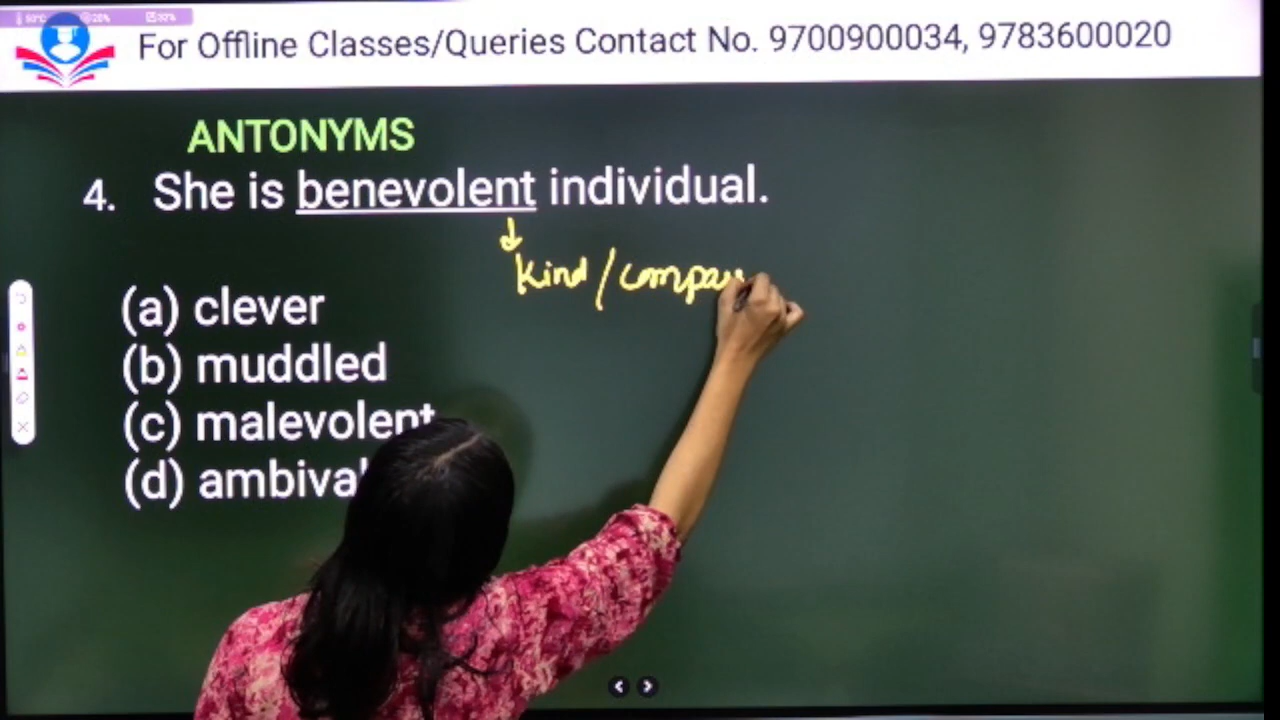 For Offline Classes/Queries Contact No. 9700900034, 9783600020
ANTONYMS
4. She is benevolent individual.
Kind /
(a) clever
(b) muddled
(c) malevolent
(d)